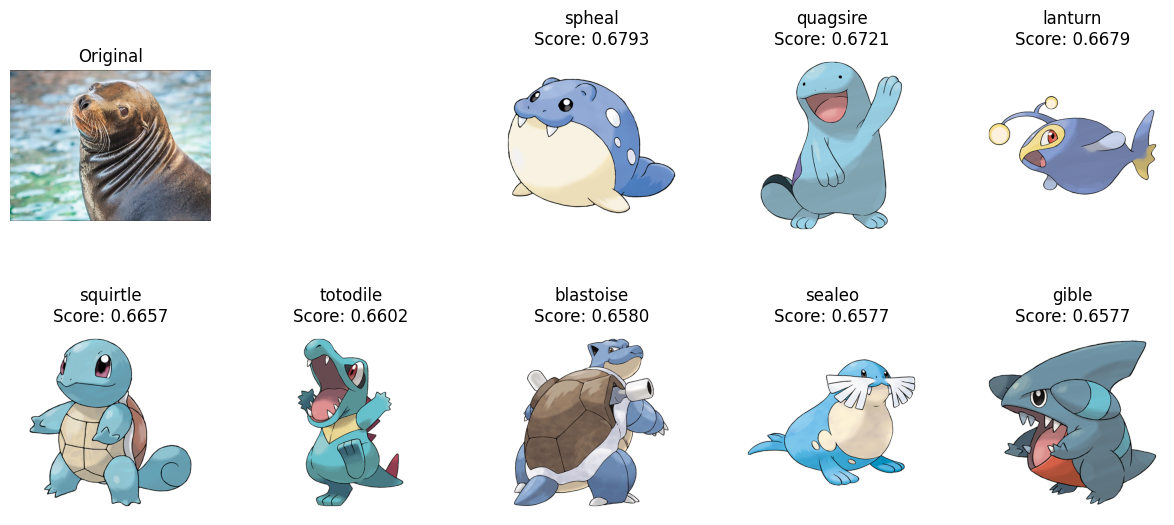 Original
spheal
Score: 0.6793
quagsire
Score: 0.6721
lanturn
Score: 0.6679
squirtle
Score: 0.6657
totodile
Score: 0.6602
blastoise
Score: 0.6580
sealeo
Score: 0.6577
gible
Score: 0.6577